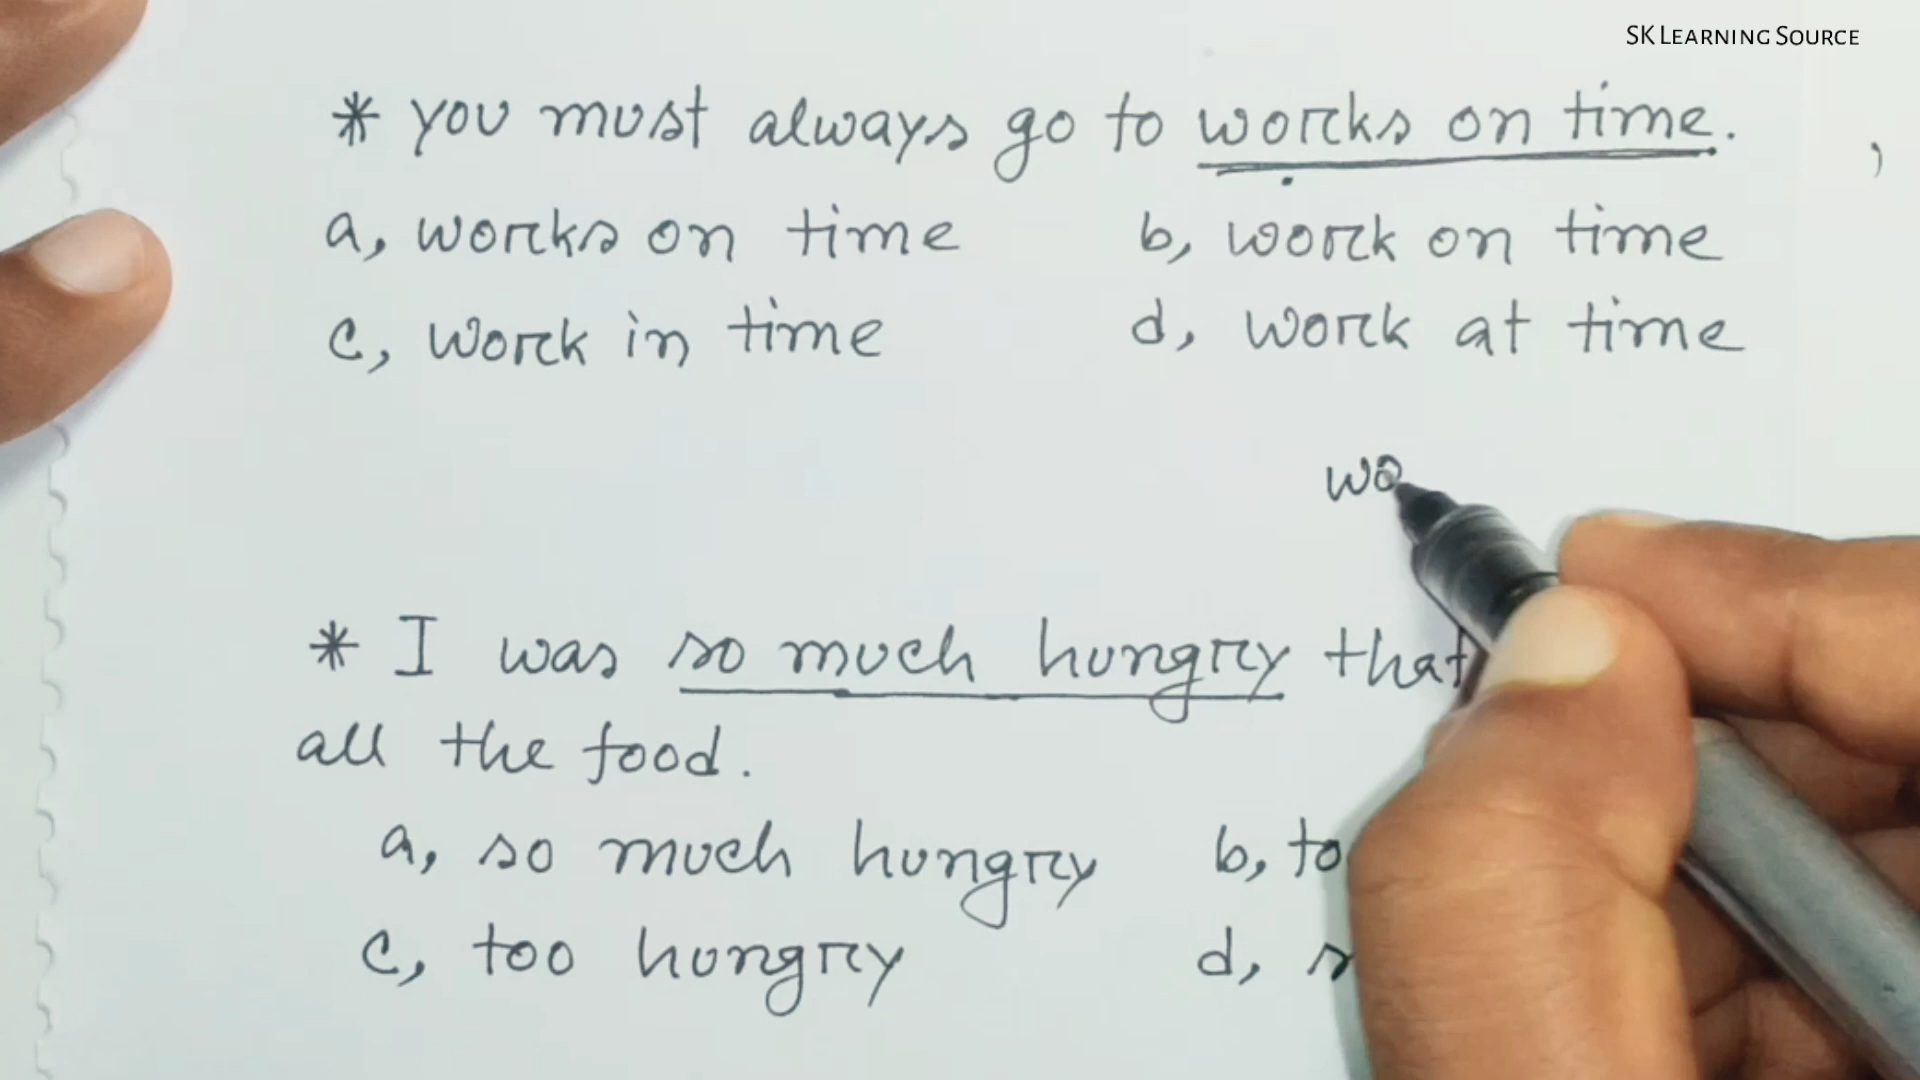 SK LEARNING SOURCE
* you must always go to works on time.
a, works on time b, work on time
c, work in time d, work at time
wo
* I was so much hungry that
all the food.
a, so much hungry b, to
c, too hungry d, s